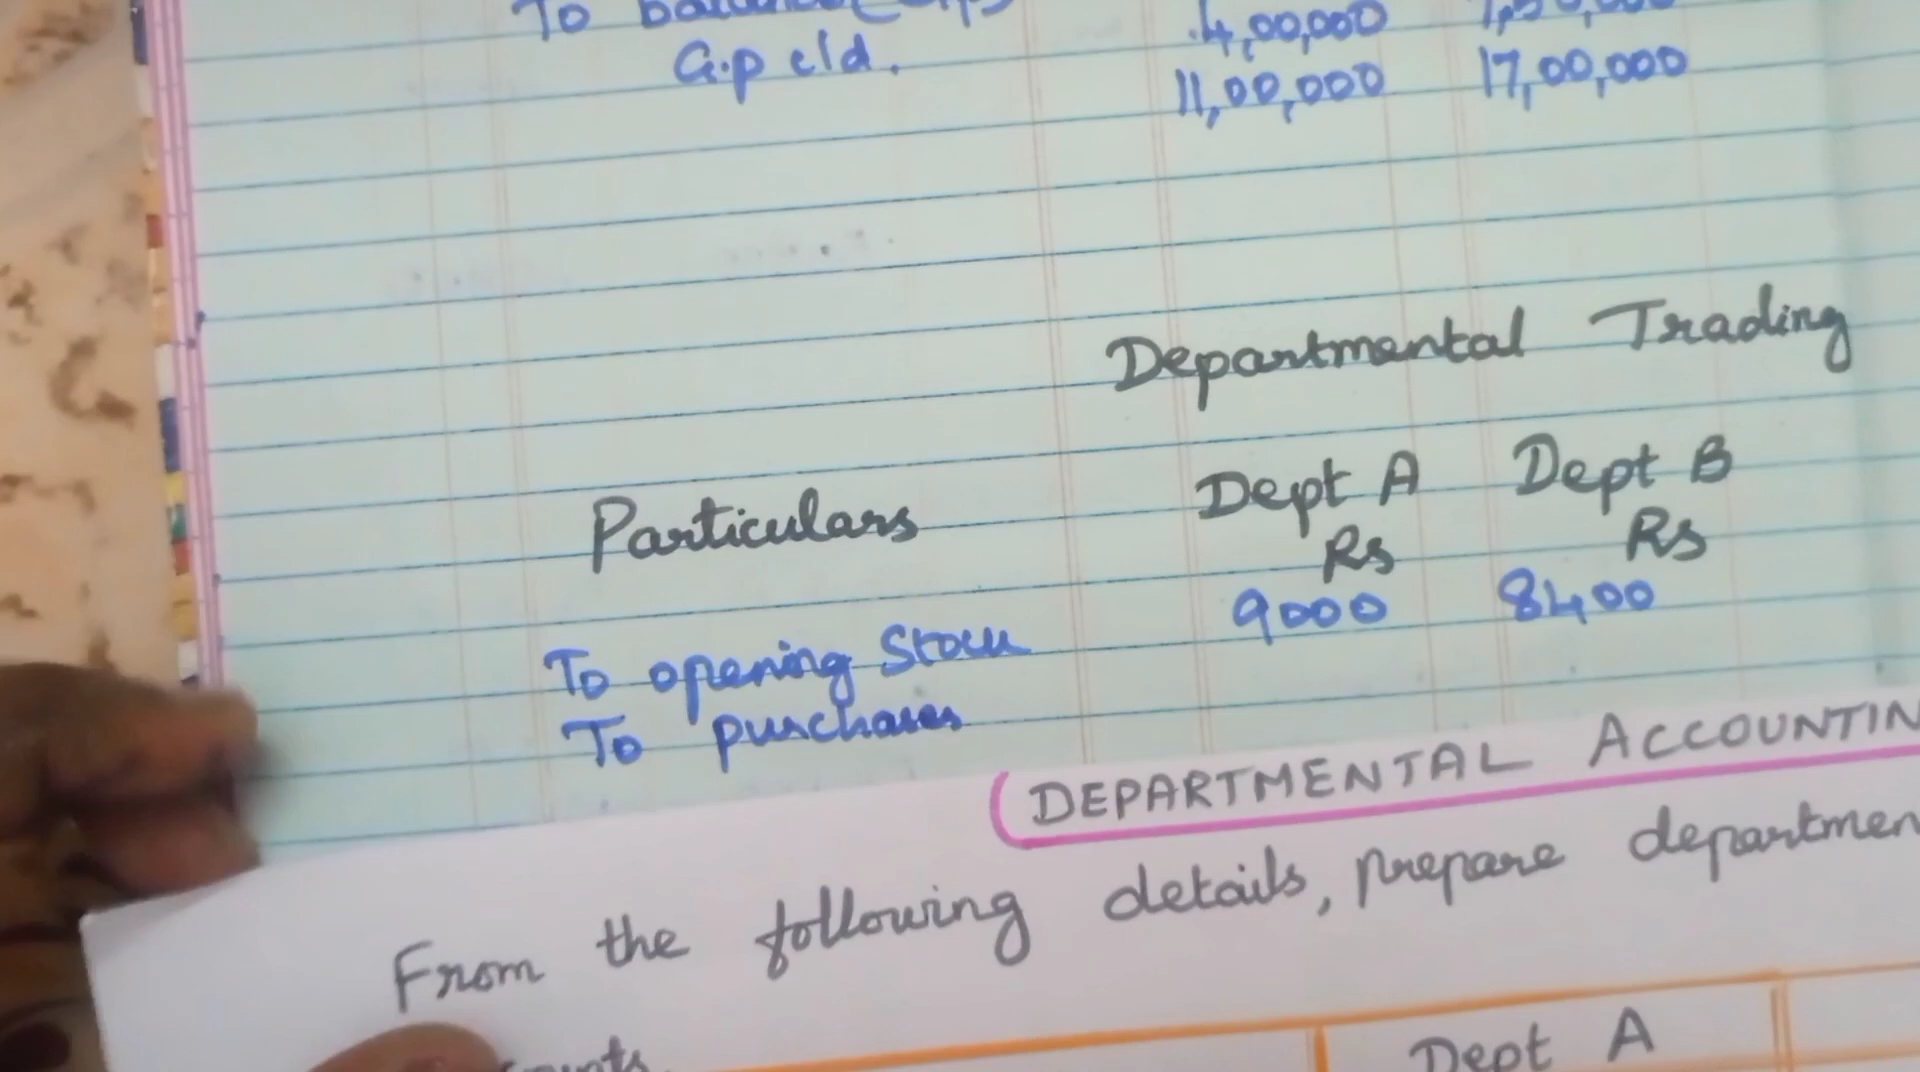 To
G.p c/d.
4,00,000
11,00,000 17,00,000
Departmental Trading
Particulars Dept A Dept B
Rs Rs
To opening Stock 9000 8400
To purchases
DEPARTMENTAL ACCOUNTIN
From the following details, prepare departmen
Dept A